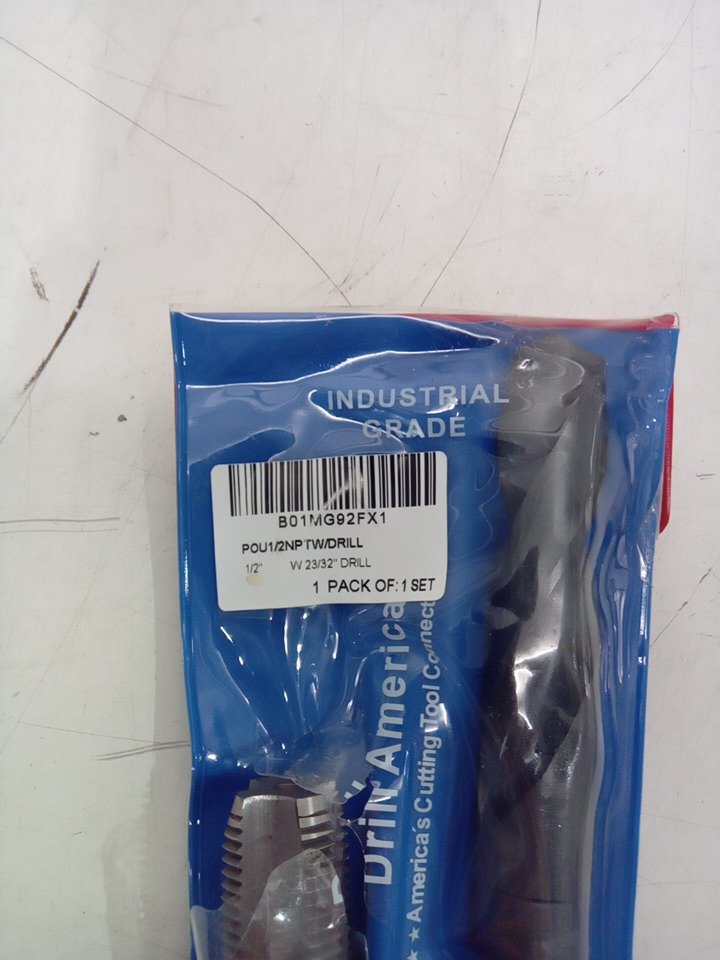 INDUSTRIAL
GRADE
B01MG92FX1
POU1/2NPTW/DRILL
1/2" W 23/32" DRILL
1 PACK OF: 1 SET
Drill America
★★ America's Cutting Tool Connect